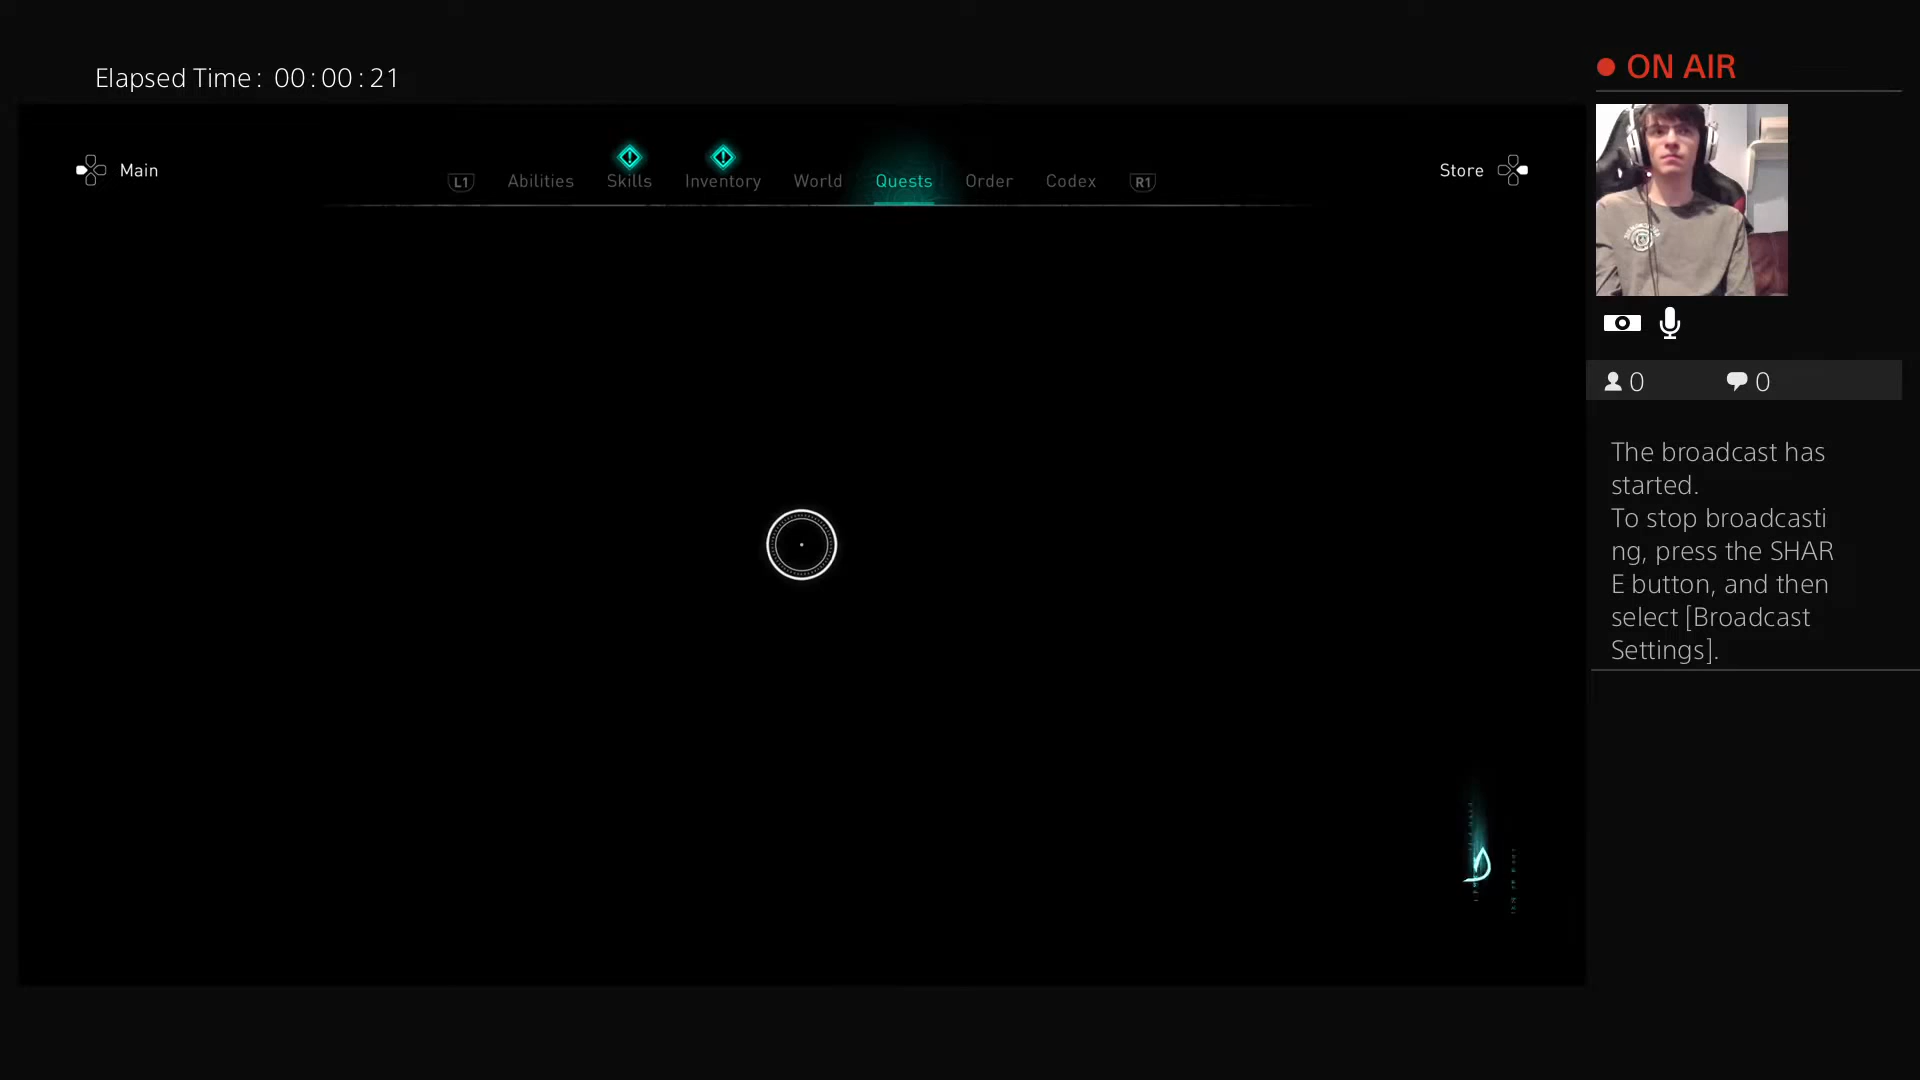 Elapsed Time: 00:00:21
ON AIR
Main
L1 Abilities Skills Inventory World Quests Order Codex R1
Store
0 0
The broadcast has
started.
To stop broadcasti
ng, press the SHAR
E button, and then
select [Broadcast
Settings].